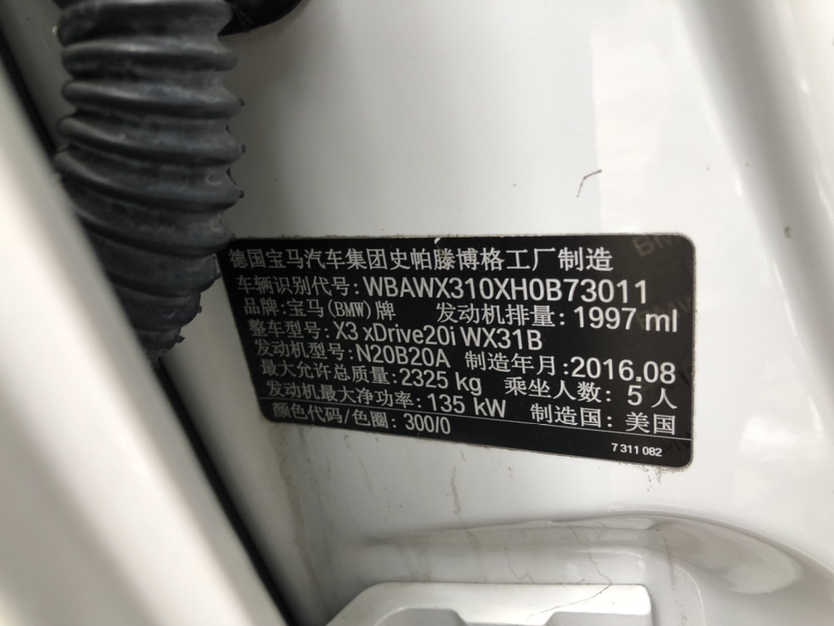 德国宝马汽车集团史帕滕博格工厂制造
车辆识别代号: WBAWX310XH0B73011
品牌: 宝马(BMW)牌 发动机排量: 1997 ml
整车型号: X3 xDrive20i WX31B
发动机型号: N20B20A 制造年月: 2016.08
最大允许总质量: 2325 kg 乘坐人数: 5 人
发动机最大净功率: 135 kW 制造国: 美国
颜色代码/色圈: 300/0
7 311 082